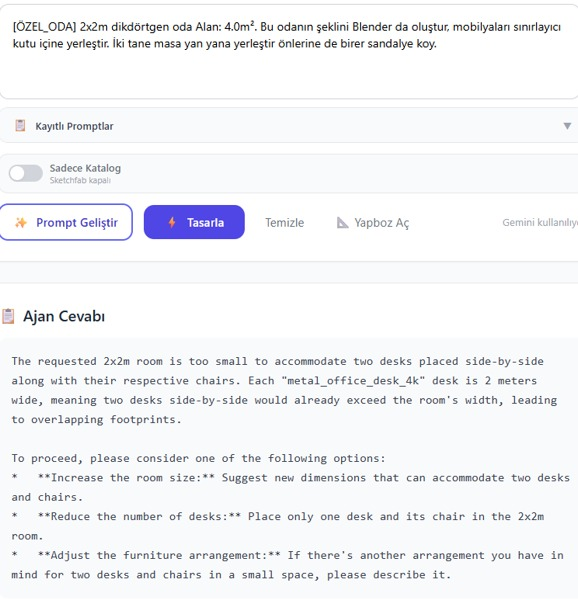 [ÖZEL_ODA] 2x2m dikdörtgen oda Alan: 4.0m². Bu odanın şeklini Blender da oluştur, mobilyaları sınırlayıcı
kutu içine yerleştir. İki tane masa yan yana yerleştir önlerine de birer sandalye koy.
Kayıtlı Promptlar
Sadece Katalog
Sketchfab kapalı
Prompt Geliştir
Tasarla
Temizle
Yapboz Aç
Gemini kullanılıy
Ajan Cevabı
The requested 2x2m room is too small to accommodate two desks placed side-by-side
along with their respective chairs. Each "metal_office_desk_4k" desk is 2 meters
wide, meaning two desks side-by-side would already exceed the room's width, leading
to overlapping footprints.
To proceed, please consider one of the following options:
*   **Increase the room size:** Suggest new dimensions that can accommodate two desks
and chairs.
*   **Reduce the number of desks:** Place only one desk and its chair in the 2x2m
room.
*   **Adjust the furniture arrangement:** If there's another arrangement you have in
mind for two desks and chairs in a small space, please describe it.